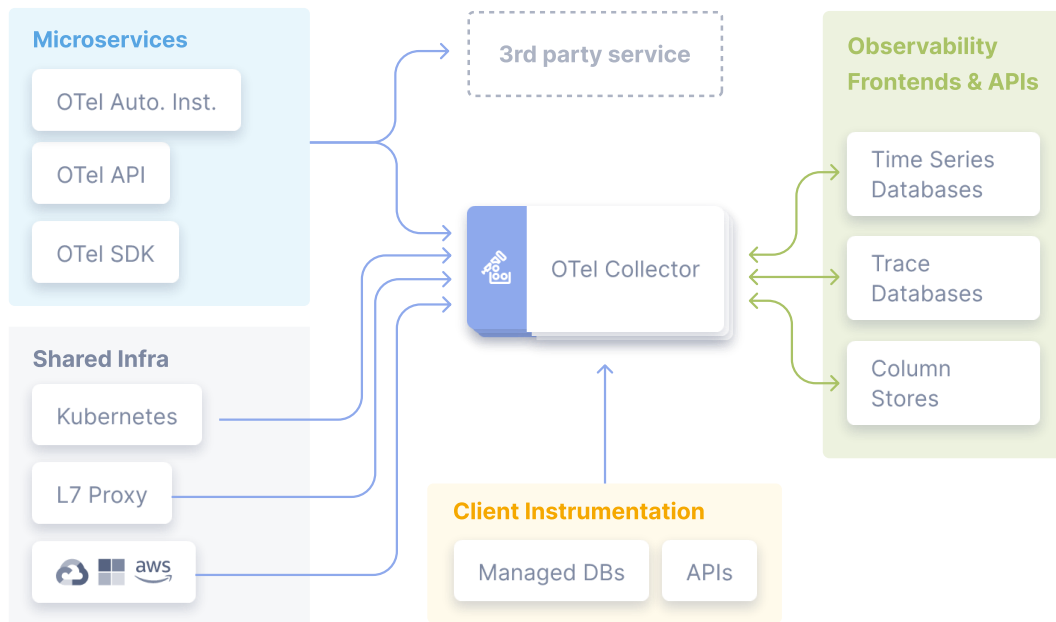 Microservices
OTel Auto. Inst.
OTel API
OTel SDK
Shared Infra
Kubernetes
L7 Proxy
aws
3rd party service
OTel Collector
Client Instrumentation
Managed DBs
APIs
Observability
Frontends & APIs
Time Series
Databases
Trace
Databases
Column
Stores